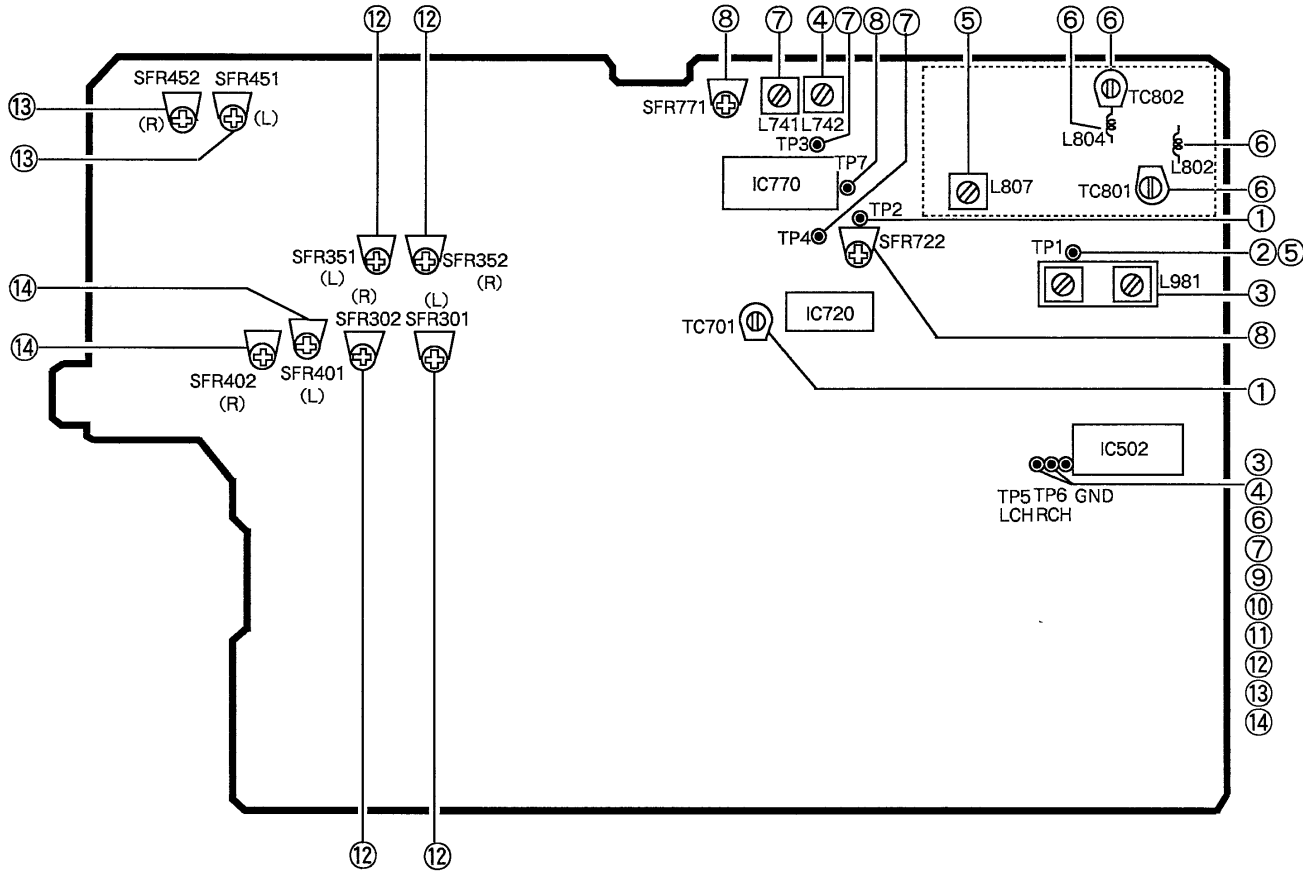 ⑫ ⑫ ⑧ ⑦ ④ ⑦ ⑧ ⑦ ⑤ ⑥ ⑥
SFR452 SFR451
⑬ (R) (L)
⑬
SFR771
L741 L742
TP3
TC802
L804
L802 ⑥
IC770
TP7
L807
TC801 ⑥
TP2 ①
TP4
SFR722
TP1 ② ⑤
SFR351
(L)
SFR352
(R)
L981 ③
⑭
(R) (L)
SFR302 SFR301
TC701
IC720
⑧
⑭
SFR402
(R)
SFR401
(L)
①
IC502
TP5 TP6 GND
LCH RCH
③
④
⑥
⑦
⑨
⑩
⑪
⑫
⑬
⑭
⑫ ⑫